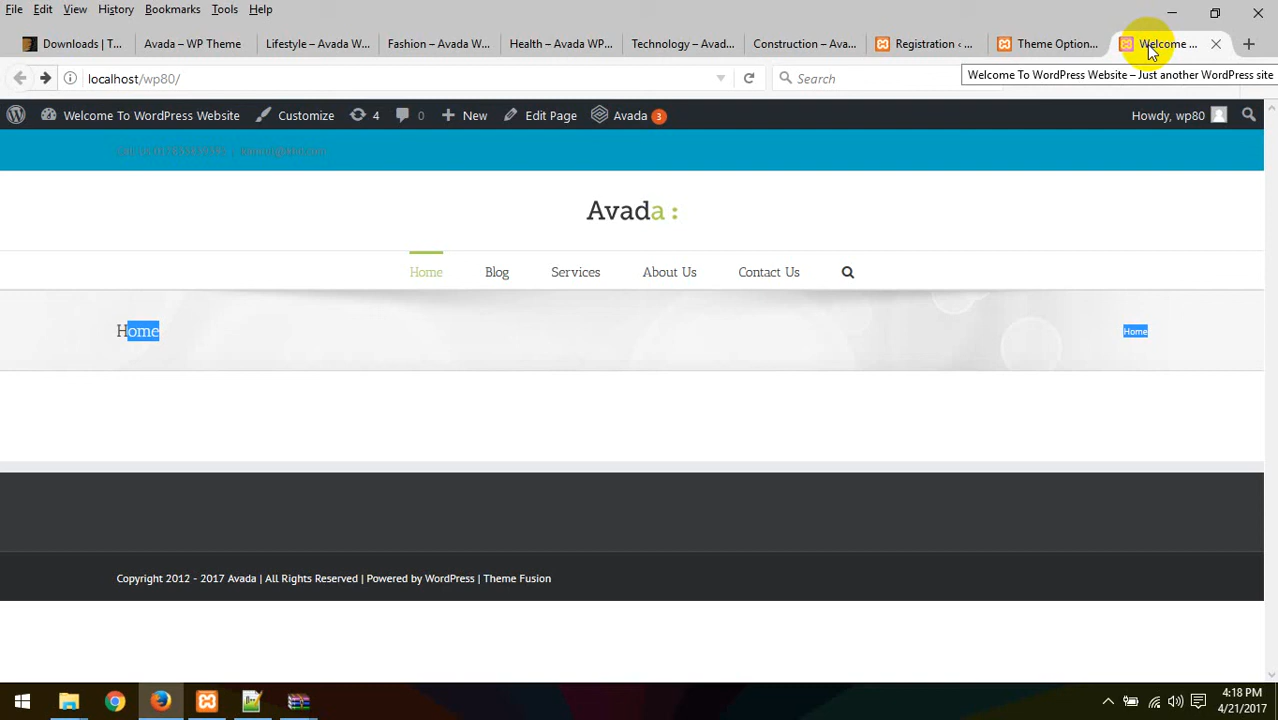 File Edit View History Bookmarks Tools Help
Downloads | T... Avada – WP Theme Lifestyle – Avada W... Fashion – Avada W... Health – Avada WP... Technology – Avad... Construction – Ava... Registration ‹ ... Theme Option... Welcome ...
localhost/wp80/ Search
Welcome To WordPress Website – Just another WordPress site
Welcome To WordPress Website Customize 4 0 New Edit Page Avada 3 Howdy, wp80
Avada :
Home Blog Services About Us Contact Us
Home Home
Copyright 2012 - 2017 Avada | All Rights Reserved | Powered by WordPress | Theme Fusion
4:18 PM
4/21/2017